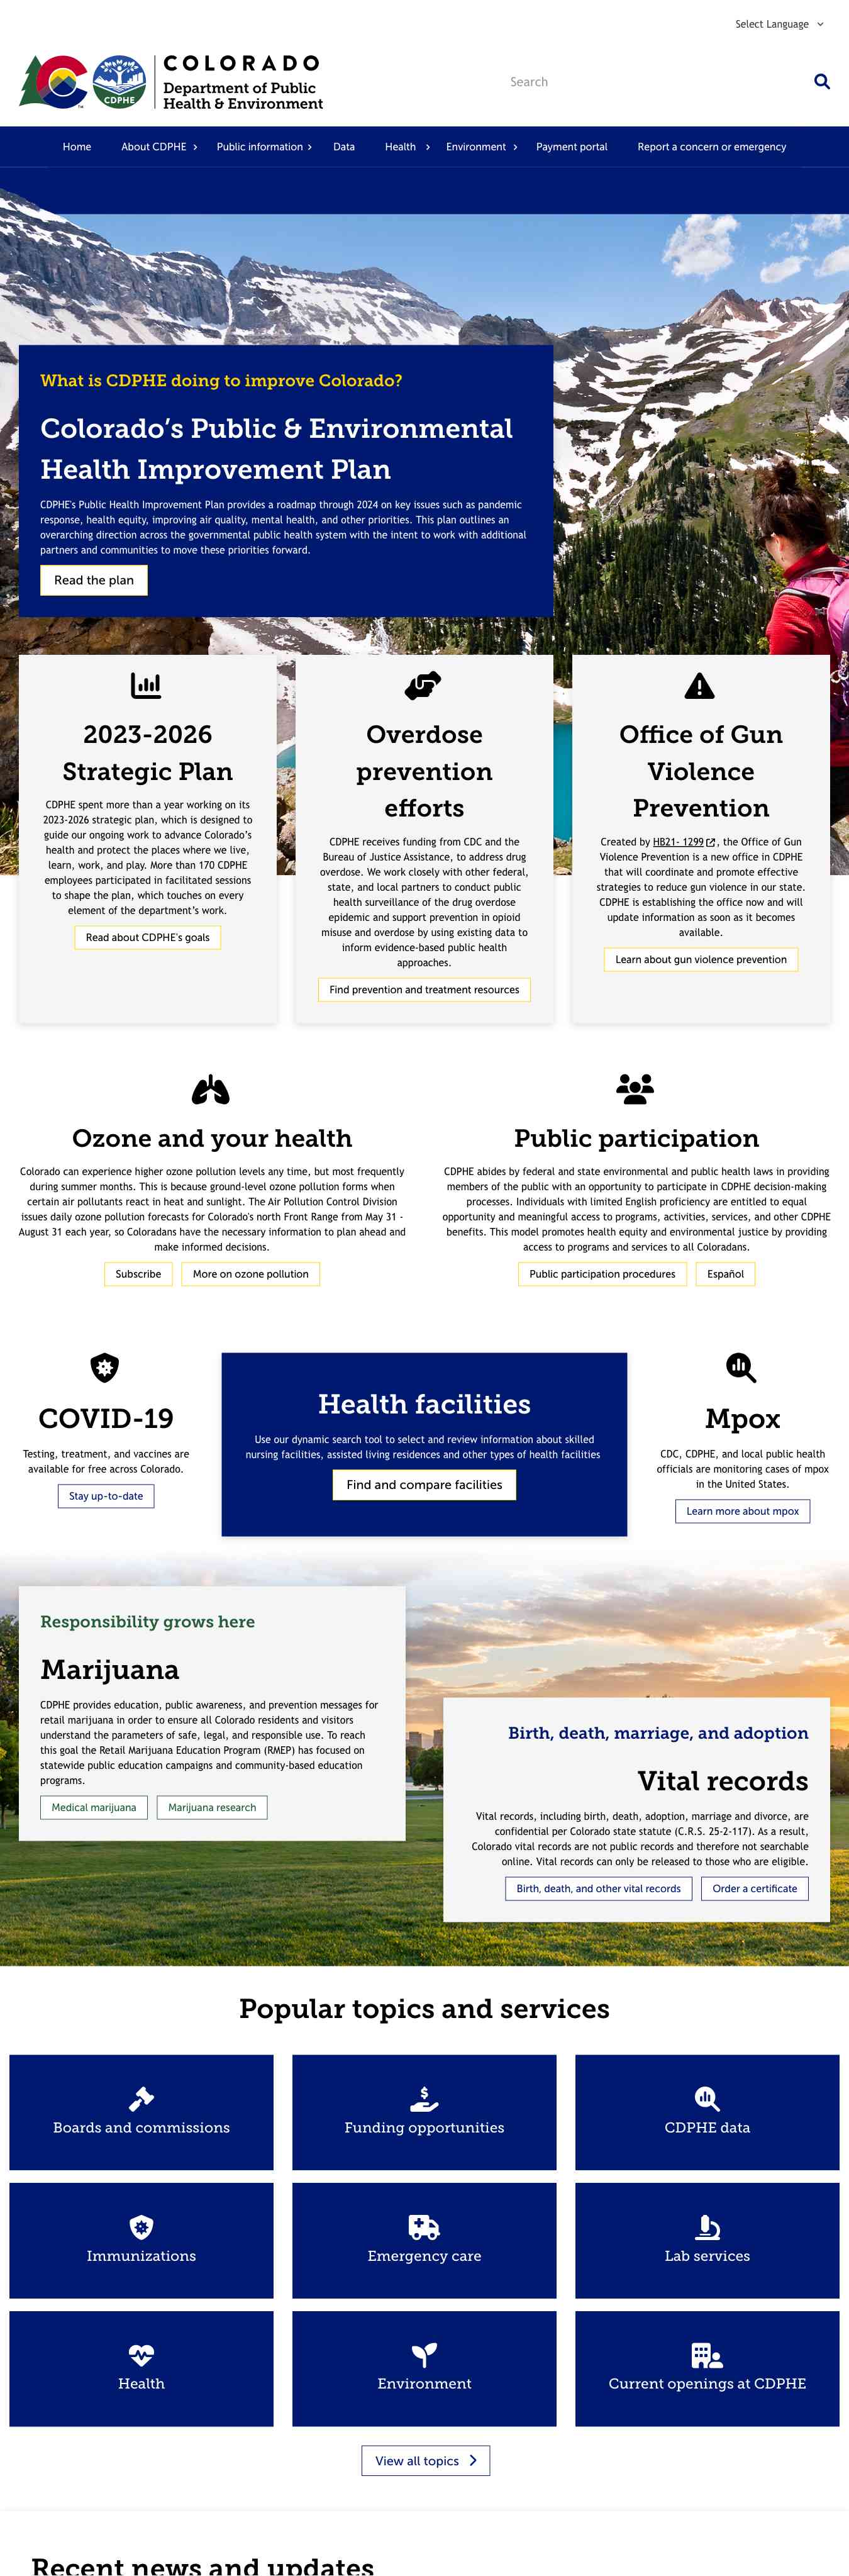 Select Language
COLORADO
Department of Public
Health & Environment
CDPHE
TM
Search
Home
About CDPHE
Public information
Data
Health
Environment
Payment portal
Report a concern or emergency
What is CDPHE doing to improve Colorado?
Colorado’s Public & Environmental
Health Improvement Plan
CDPHE's Public Health Improvement Plan provides a roadmap through 2024 on key issues such as pandemic
response, health equity, improving air quality, mental health, and other priorities. This plan outlines an
overarching direction across the governmental public health system with the intent to work with additional
partners and communities to move these priorities forward.
Read the plan
2023-2026
Strategic Plan
CDPHE spent more than a year working on its
2023-2026 strategic plan, which is designed to
guide our ongoing work to advance Colorado’s
health and protect the places where we live,
learn, work, and play. More than 170 CDPHE
employees participated in facilitated sessions
to shape the plan, which touches on every
element of the department’s work.
Read about CDPHE's goals
Overdose
prevention
efforts
CDPHE receives funding from CDC and the
Bureau of Justice Assistance, to address drug
overdose. We work closely with other federal,
state, and local partners to conduct public
health surveillance of the drug overdose
epidemic and support prevention in opioid
misuse and overdose by using existing data to
inform evidence-based public health
approaches.
Find prevention and treatment resources
Office of Gun
Violence
Prevention
Created by HB21- 1299, the Office of Gun
Violence Prevention is a new office in CDPHE
that will coordinate and promote effective
strategies to reduce gun violence in our state.
CDPHE is establishing the office now and will
update information as soon as it becomes
available.
Learn about gun violence prevention
Ozone and your health
Colorado can experience higher ozone pollution levels any time, but most frequently
during summer months. This is because ground-level ozone pollution forms when
certain air pollutants react in heat and sunlight. The Air Pollution Control Division
issues daily ozone pollution forecasts for Colorado's north Front Range from May 31 -
August 31 each year, so Coloradans have the necessary information to plan ahead and
make informed decisions.
Subscribe
More on ozone pollution
Public participation
CDPHE abides by federal and state environmental and public health laws in providing
members of the public with an opportunity to participate in CDPHE decision-making
processes. Individuals with limited English proficiency are entitled to equal
opportunity and meaningful access to programs, activities, services, and other CDPHE
benefits. This model promotes health equity and environmental justice by providing
access to programs and services to all Coloradans.
Public participation procedures
Español
COVID-19
Testing, treatment, and vaccines are
available for free across Colorado.
Stay up-to-date
Health facilities
Use our dynamic search tool to select and review information about skilled
nursing facilities, assisted living residences and other types of health facilities
Find and compare facilities
Mpox
CDC, CDPHE, and local public health
officials are monitoring cases of mpox
in the United States.
Learn more about mpox
Responsibility grows here
Marijuana
CDPHE provides education, public awareness, and prevention messages for
retail marijuana in order to ensure all Colorado residents and visitors
understand the parameters of safe, legal, and responsible use. To reach
this goal the Retail Marijuana Education Program (RMEP) has focused on
statewide public education campaigns and community-based education
programs.
Medical marijuana
Marijuana research
Birth, death, marriage, and adoption
Vital records
Vital records, including birth, death, adoption, marriage and divorce, are
confidential per Colorado state statute (C.R.S. 25-2-117). As a result,
Colorado vital records are not public records and therefore not searchable
online. Vital records can only be released to those who are eligible.
Birth, death, and other vital records
Order a certificate
Popular topics and services
Boards and commissions
Funding opportunities
CDPHE data
Immunizations
Emergency care
Lab services
Health
Environment
Current openings at CDPHE
View all topics
Recent news and updates